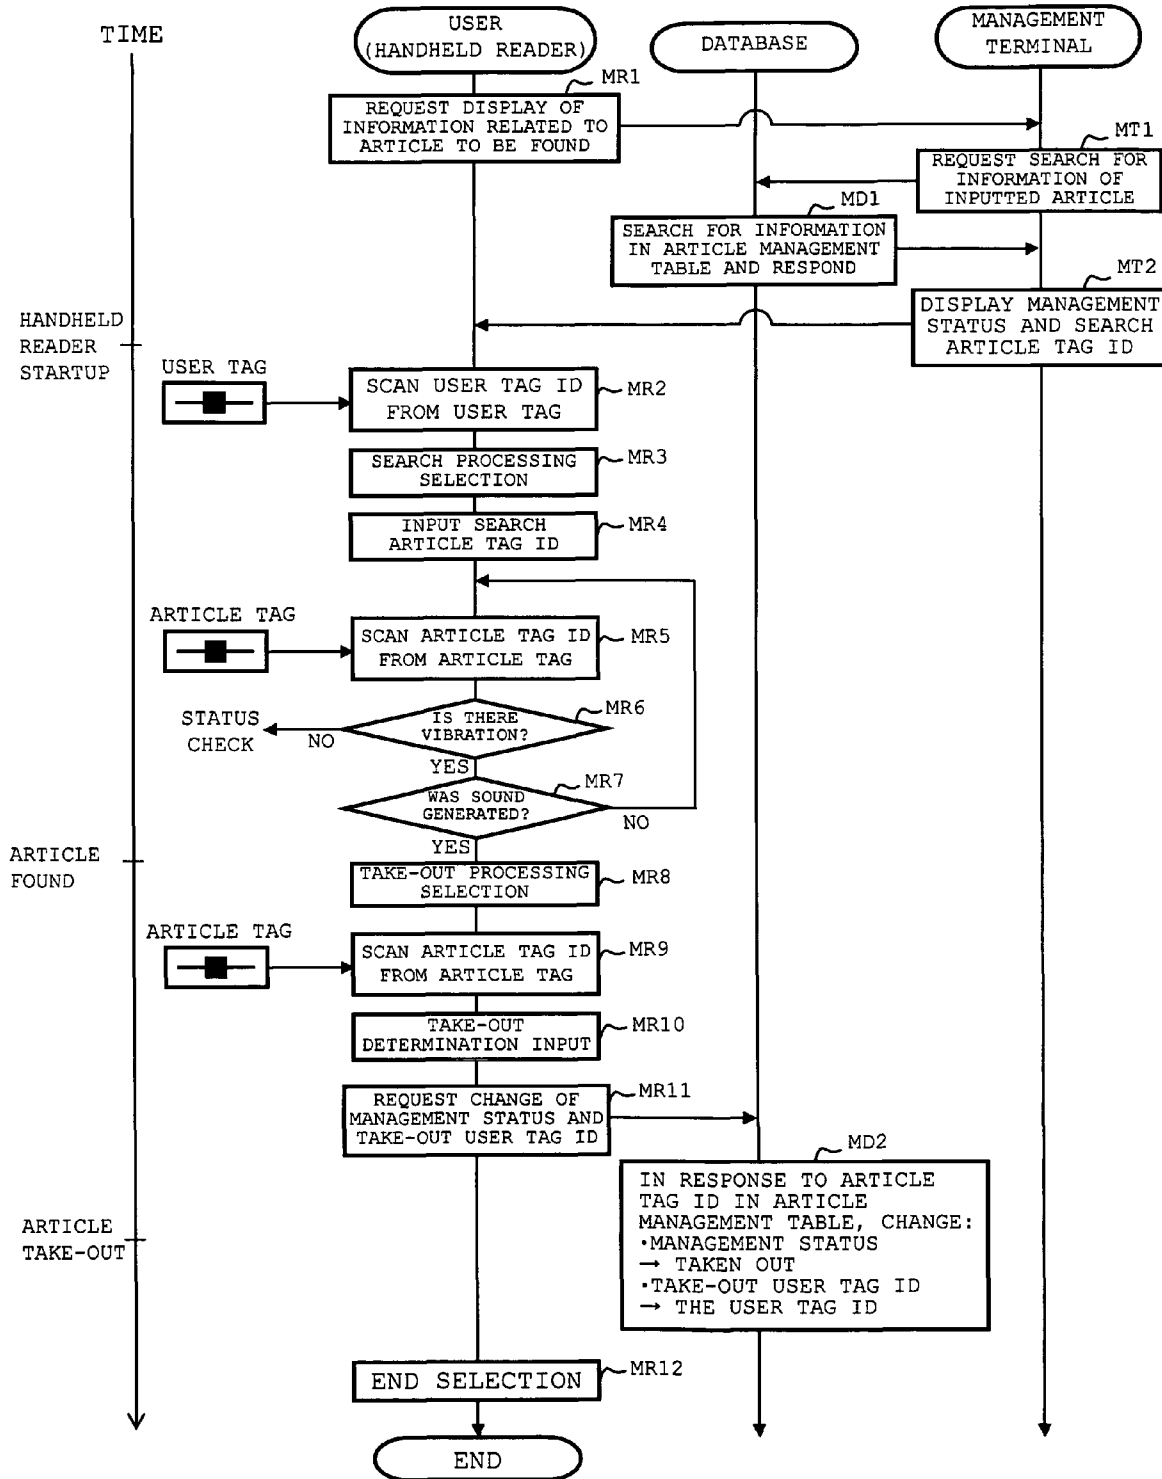 TIME
USER
(HANDHELD READER)
DATABASE
MANAGEMENT
TERMINAL
MR1
REQUEST DISPLAY OF
INFORMATION RELATED TO
ARTICLE TO BE FOUND
MT1
REQUEST SEARCH FOR
INFORMATION OF
INPUTTED ARTICLE
MD1
SEARCH FOR INFORMATION
IN ARTICLE MANAGEMENT
TABLE AND RESPOND
MT2
DISPLAY MANAGEMENT
STATUS AND SEARCH
ARTICLE TAG ID
HANDHELD
READER
STARTUP
USER TAG
SCAN USER TAG ID
FROM USER TAG
MR2
SEARCH PROCESSING
SELECTION
MR3
INPUT SEARCH
ARTICLE TAG ID
MR4
ARTICLE TAG
SCAN ARTICLE TAG ID
FROM ARTICLE TAG
MR5
IS THERE
VIBRATION?
MR6
STATUS
CHECK
NO
YES
WAS SOUND
GENERATED?
MR7
NO
YES
ARTICLE
FOUND
TAKE-OUT PROCESSING
SELECTION
MR8
ARTICLE TAG
SCAN ARTICLE TAG ID
FROM ARTICLE TAG
MR9
TAKE-OUT
DETERMINATION INPUT
MR10
REQUEST CHANGE OF
MANAGEMENT STATUS AND
TAKE-OUT USER TAG ID
MR11
MD2
IN RESPONSE TO ARTICLE
TAG ID IN ARTICLE
MANAGEMENT TABLE, CHANGE:
・MANAGEMENT STATUS
→ TAKEN OUT
・TAKE-OUT USER TAG ID
→ THE USER TAG ID
ARTICLE
TAKE-OUT
END SELECTION
MR12
END